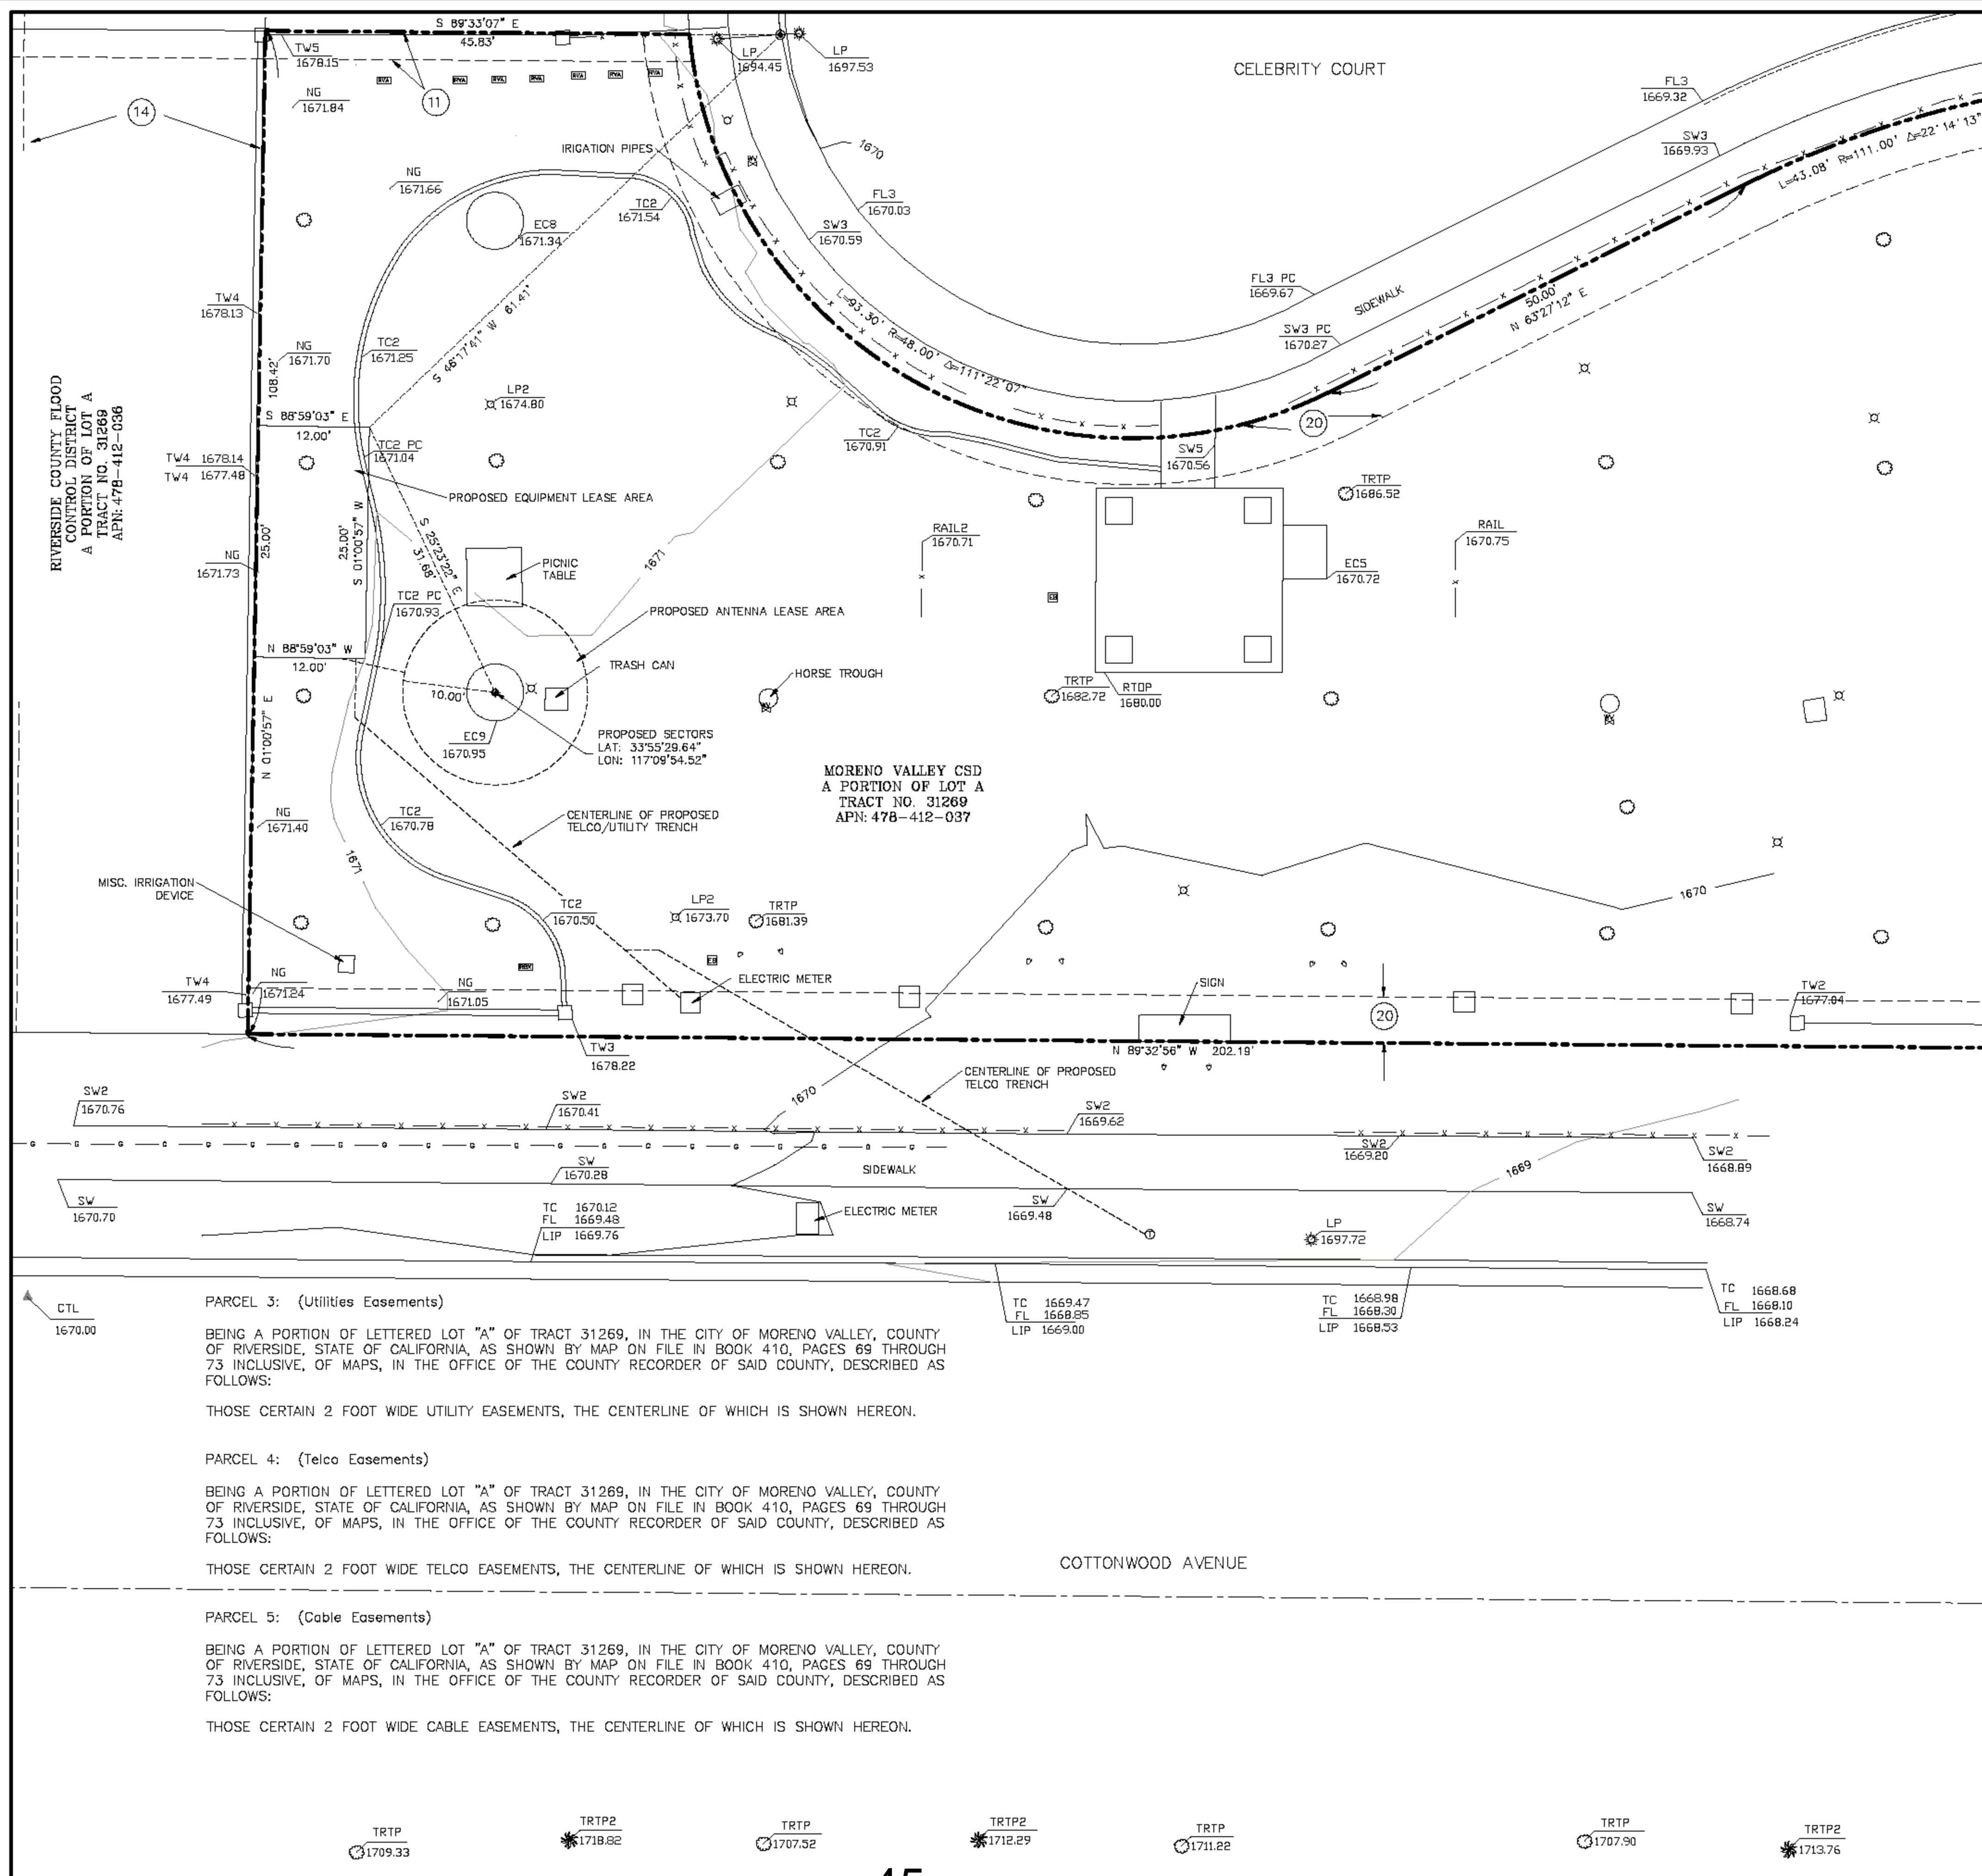 S 89°33'07" E
45.83'
TW5
1678.15
LP
1694.45
LP
1697.53
CELEBRITY COURT
FL3
1669.32
SW3
1669.93
L=43.08' R=111.00' Δ=22°14'13"
NG
1671.84
RVA
RVA
RVA
RVA
11
14
IRIGATION PIPES
1670
NG
1671.66
TC2
1671.54
FL3
1670.03
SW3
1670.59
EC8
1671.34
FL3 PC
1669.67
SIDEWALK
50.00'
N 63°27'12" E
SW3 PC
1670.27
TW4
1678.13
NG
1671.70
108.42'
TC2
1671.25
S 46°17'41" W 61.41'
L=93.30' R=48.00' Δ=111°22'07"
LP2
1674.80
RIVERSIDE COUNTY FLOOD
CONTROL DISTRICT
A PORTION OF LOT A
TRACT NO. 31269
APN: 478-412-036
S 88°59'03" E
12.00'
TC2 PC
1671.04
TC2
1670.91
20
SW5
1670.56
TW4 1678.14
TW4 1677.48
PROPOSED EQUIPMENT LEASE AREA
TRTP
1686.52
RAIL2
1670.71
RAIL
1670.75
NG
1671.73
25.00'
25.00'
S 01°00'57" W
S 25°23'22" E
31.68'
PICNIC
TABLE
1671
EC5
1670.72
TC2 PC
1670.93
EB
PROPOSED ANTENNA LEASE AREA
N 88°59'03" W
12.00'
10.00'
TRASH CAN
HORSE TROUGH
TRTP
1682.72
RTOP
1680.00
N 01°00'57" E
EC9
1670.95
PROPOSED SECTORS
LAT: 33°55'29.64"
LON: 117°09'54.52"
MORENO VALLEY CSD
A PORTION OF LOT A
TRACT NO. 31269
APN: 478-412-037
NG
1671.40
TC2
1670.78
CENTERLINE OF PROPOSED
TELCO/UTILITY TRENCH
1671
MISC. IRRIGATION
DEVICE
1670
TC2
1670.50
LP2
1673.70
TRTP
1681.39
EB
ELECTRIC METER
TW4
1677.49
NG
1671.24
NG
1671.05
SIGN
20
TW2
1677.04
TW3
1678.22
N 89°32'56" W 202.19'
CENTERLINE OF PROPOSED
TELCO TRENCH
SW2
1670.76
SW2
1670.41
1670
SW2
1669.62
SW2
1669.20
SW2
1668.89
SW
1670.28
SIDEWALK
1669
SW
1670.70
TC 1670.12
FL 1669.48
LIP 1669.76
ELECTRIC METER
SW
1669.48
SW
1668.74
LP
1697.72
CTL
1670.00
TC 1669.47
FL 1668.85
LIP 1669.00
TC 1668.98
FL 1668.30
LIP 1668.53
TC 1668.68
FL 1668.10
LIP 1668.24
PARCEL 3: (Utilities Easements)
BEING A PORTION OF LETTERED LOT "A" OF TRACT 31269, IN THE CITY OF MORENO VALLEY, COUNTY
OF RIVERSIDE, STATE OF CALIFORNIA, AS SHOWN BY MAP ON FILE IN BOOK 410, PAGES 69 THROUGH
73 INCLUSIVE, OF MAPS, IN THE OFFICE OF THE COUNTY RECORDER OF SAID COUNTY, DESCRIBED AS
FOLLOWS:
THOSE CERTAIN 2 FOOT WIDE UTILITY EASEMENTS, THE CENTERLINE OF WHICH IS SHOWN HEREON.
PARCEL 4: (Telco Easements)
BEING A PORTION OF LETTERED LOT "A" OF TRACT 31269, IN THE CITY OF MORENO VALLEY, COUNTY
OF RIVERSIDE, STATE OF CALIFORNIA, AS SHOWN BY MAP ON FILE IN BOOK 410, PAGES 69 THROUGH
73 INCLUSIVE, OF MAPS, IN THE OFFICE OF THE COUNTY RECORDER OF SAID COUNTY, DESCRIBED AS
FOLLOWS:
THOSE CERTAIN 2 FOOT WIDE TELCO EASEMENTS, THE CENTERLINE OF WHICH IS SHOWN HEREON.
COTTONWOOD AVENUE
PARCEL 5: (Cable Easements)
BEING A PORTION OF LETTERED LOT "A" OF TRACT 31269, IN THE CITY OF MORENO VALLEY, COUNTY
OF RIVERSIDE, STATE OF CALIFORNIA, AS SHOWN BY MAP ON FILE IN BOOK 410, PAGES 69 THROUGH
73 INCLUSIVE, OF MAPS, IN THE OFFICE OF THE COUNTY RECORDER OF SAID COUNTY, DESCRIBED AS
FOLLOWS:
THOSE CERTAIN 2 FOOT WIDE CABLE EASEMENTS, THE CENTERLINE OF WHICH IS SHOWN HEREON.
TRTP
1709.33
TRTP2
1718.82
TRTP
1707.52
TRTP2
1712.29
TRTP
1711.22
TRTP
1707.90
TRTP2
1713.76